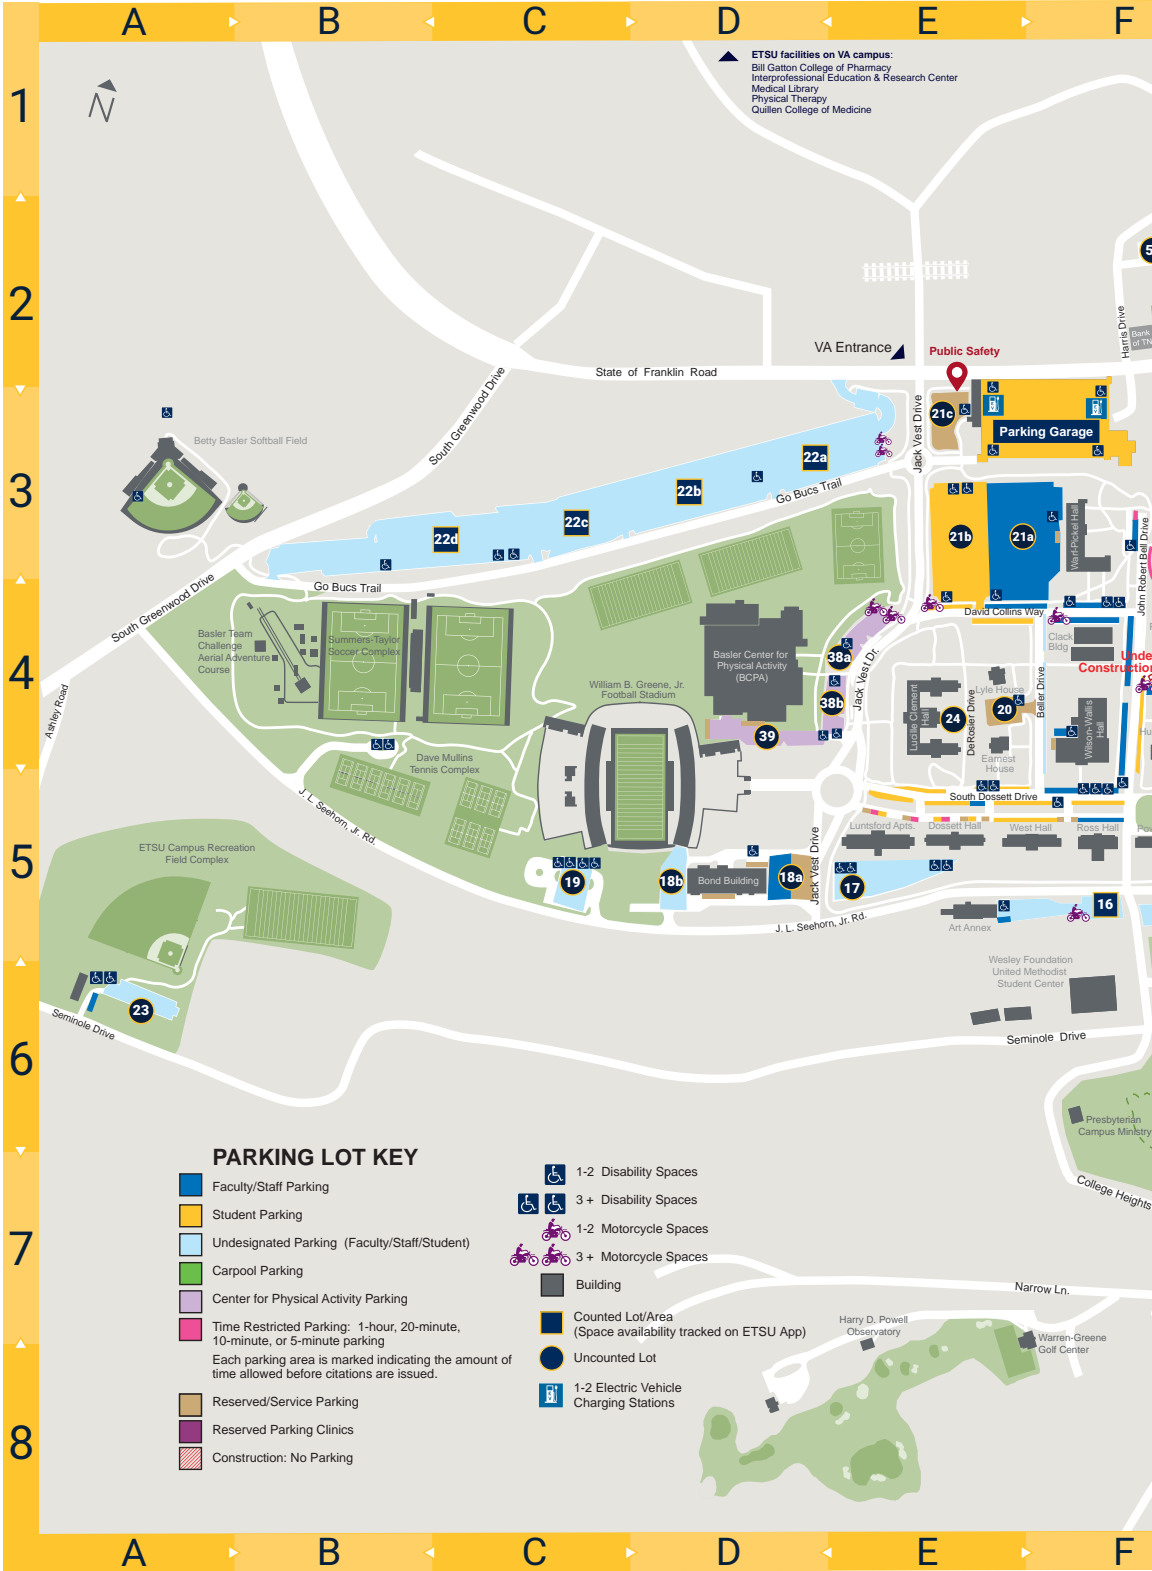 A B C D E F
1
2
3
4
5
6
7
8
N
ETSU facilities on VA campus:
Bill Gatton College of Pharmacy
Interprofessional Education & Research Center
Medical Library
Physical Therapy
Quillen College of Medicine
VA Entrance
Public Safety
State of Franklin Road
Harris Drive
Bank
of TN
South Greenwood Drive
Jack Vest Drive
21c
Parking Garage
Betty Basler Softball Field
22a
22b
22c
22d
Go Bucs Trail
21b
21a
Warf-Pickel Hall
John Robert Bell Drive
Go Bucs Trail
South Greenwood Drive
David Collins Way
Basler Team
Challenge
Aerial Adventure
Course
Summers-Taylor
Soccer Complex
Basler Center for
Physical Activity
(BCPA)
38a
38b
Jack Vest Dr.
Clack
Bldg
Unde
Construction
William B. Greene, Jr.
Football Stadium
Lucille Clement
Hall
24
DeRosier Drive
Lyle House
20
Beller Drive
Wilson-Wallis
Hall
Earnest
House
39
Ashley Road
Dave Mullins
Tennis Complex
South Dossett Drive
J. L. Seehorn, Jr. Rd.
Luntsford Apts.
Dossett Hall
West Hall
Ross Hall
ETSU Campus Recreation
Field Complex
Jack Vest Drive
19
18b
Bond Building
18a
17
16
J. L. Seehorn, Jr. Rd.
Art Annex
Wesley Foundation
United Methodist
Student Center
23
Seminole Drive
Seminole Drive
Presbyterian
Campus Ministry
College Heights
PARKING LOT KEY
Faculty/Staff Parking
Student Parking
Undesignated Parking (Faculty/Staff/Student)
Carpool Parking
Center for Physical Activity Parking
Time Restricted Parking: 1-hour, 20-minute,
10-minute, or 5-minute parking
Each parking area is marked indicating the amount of
time allowed before citations are issued.
Reserved/Service Parking
Reserved Parking Clinics
Construction: No Parking
1-2 Disability Spaces
3 + Disability Spaces
1-2 Motorcycle Spaces
3 + Motorcycle Spaces
Building
Counted Lot/Area
(Space availability tracked on ETSU App)
Uncounted Lot
1-2 Electric Vehicle
Charging Stations
Narrow Ln.
Harry D. Powell
Observatory
Warren-Greene
Golf Center
A B C D E F